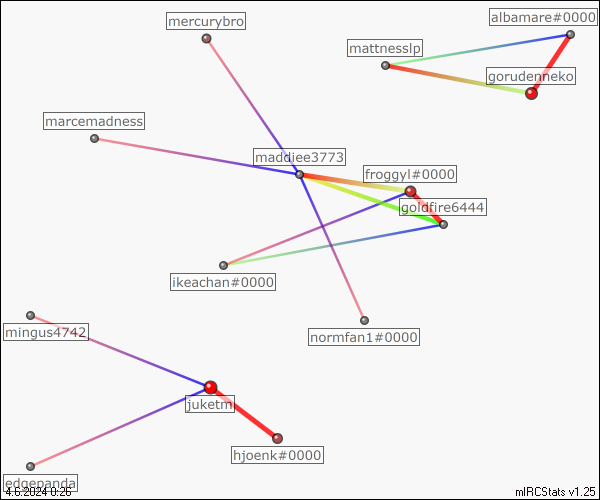 albamare#0000
mercurybro
mattnesslp
gorudenneko
marcemadness
maddiee3773
froggyl#0000
goldfire6444
ikeachan#0000
mingus4742
normfan1#0000
juketm
hjoenk#0000
edgepanda
4.6.2024 0:26
mIRCStats v1.25